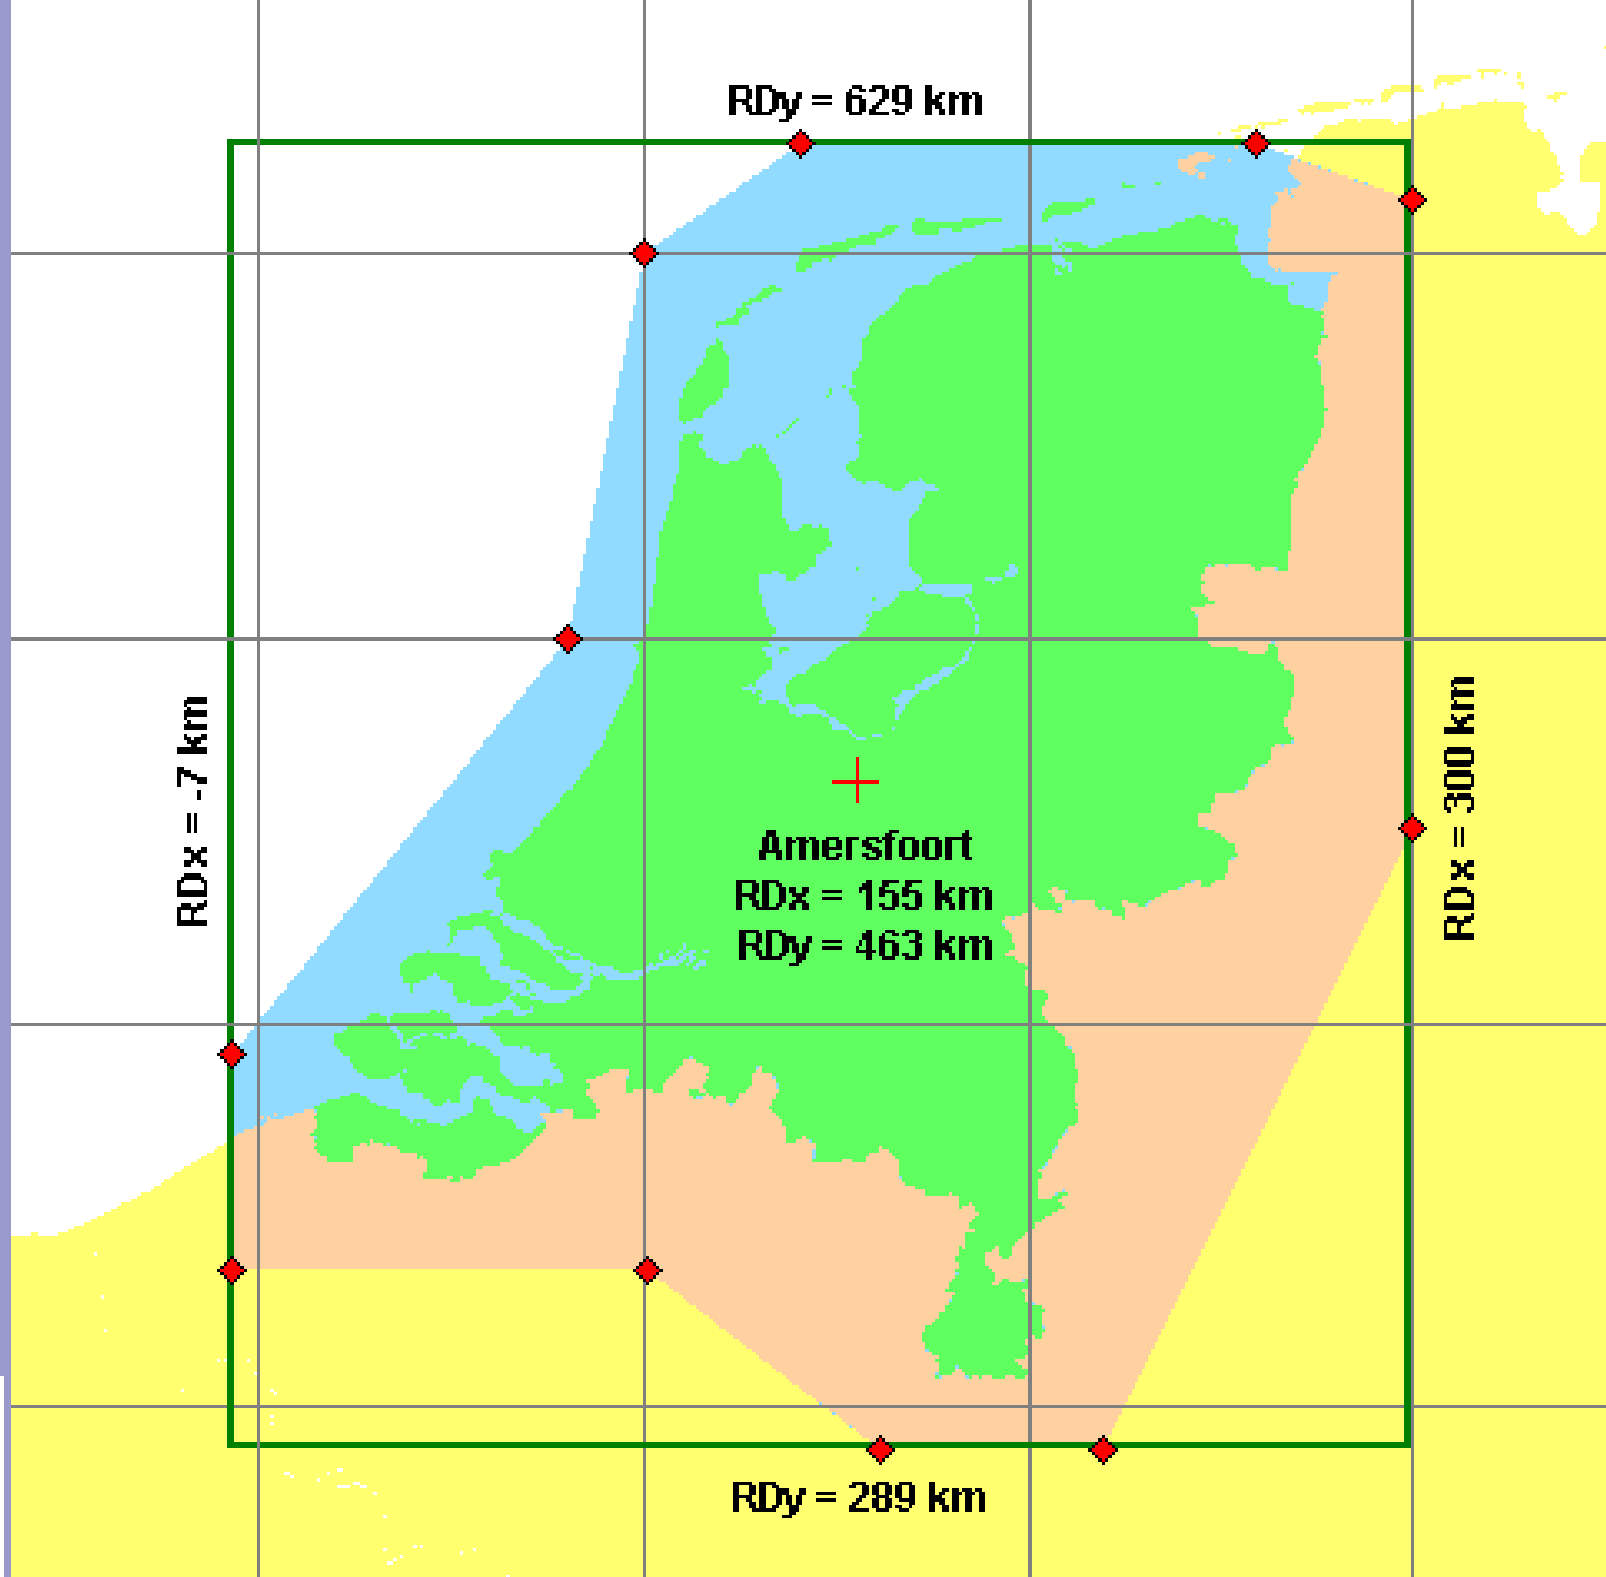 RDy = 629 km
RDx = -7 km
RDx = 300 km
Amersfoort
RDx = 155 km
RDy = 463 km
RDy = 289 km